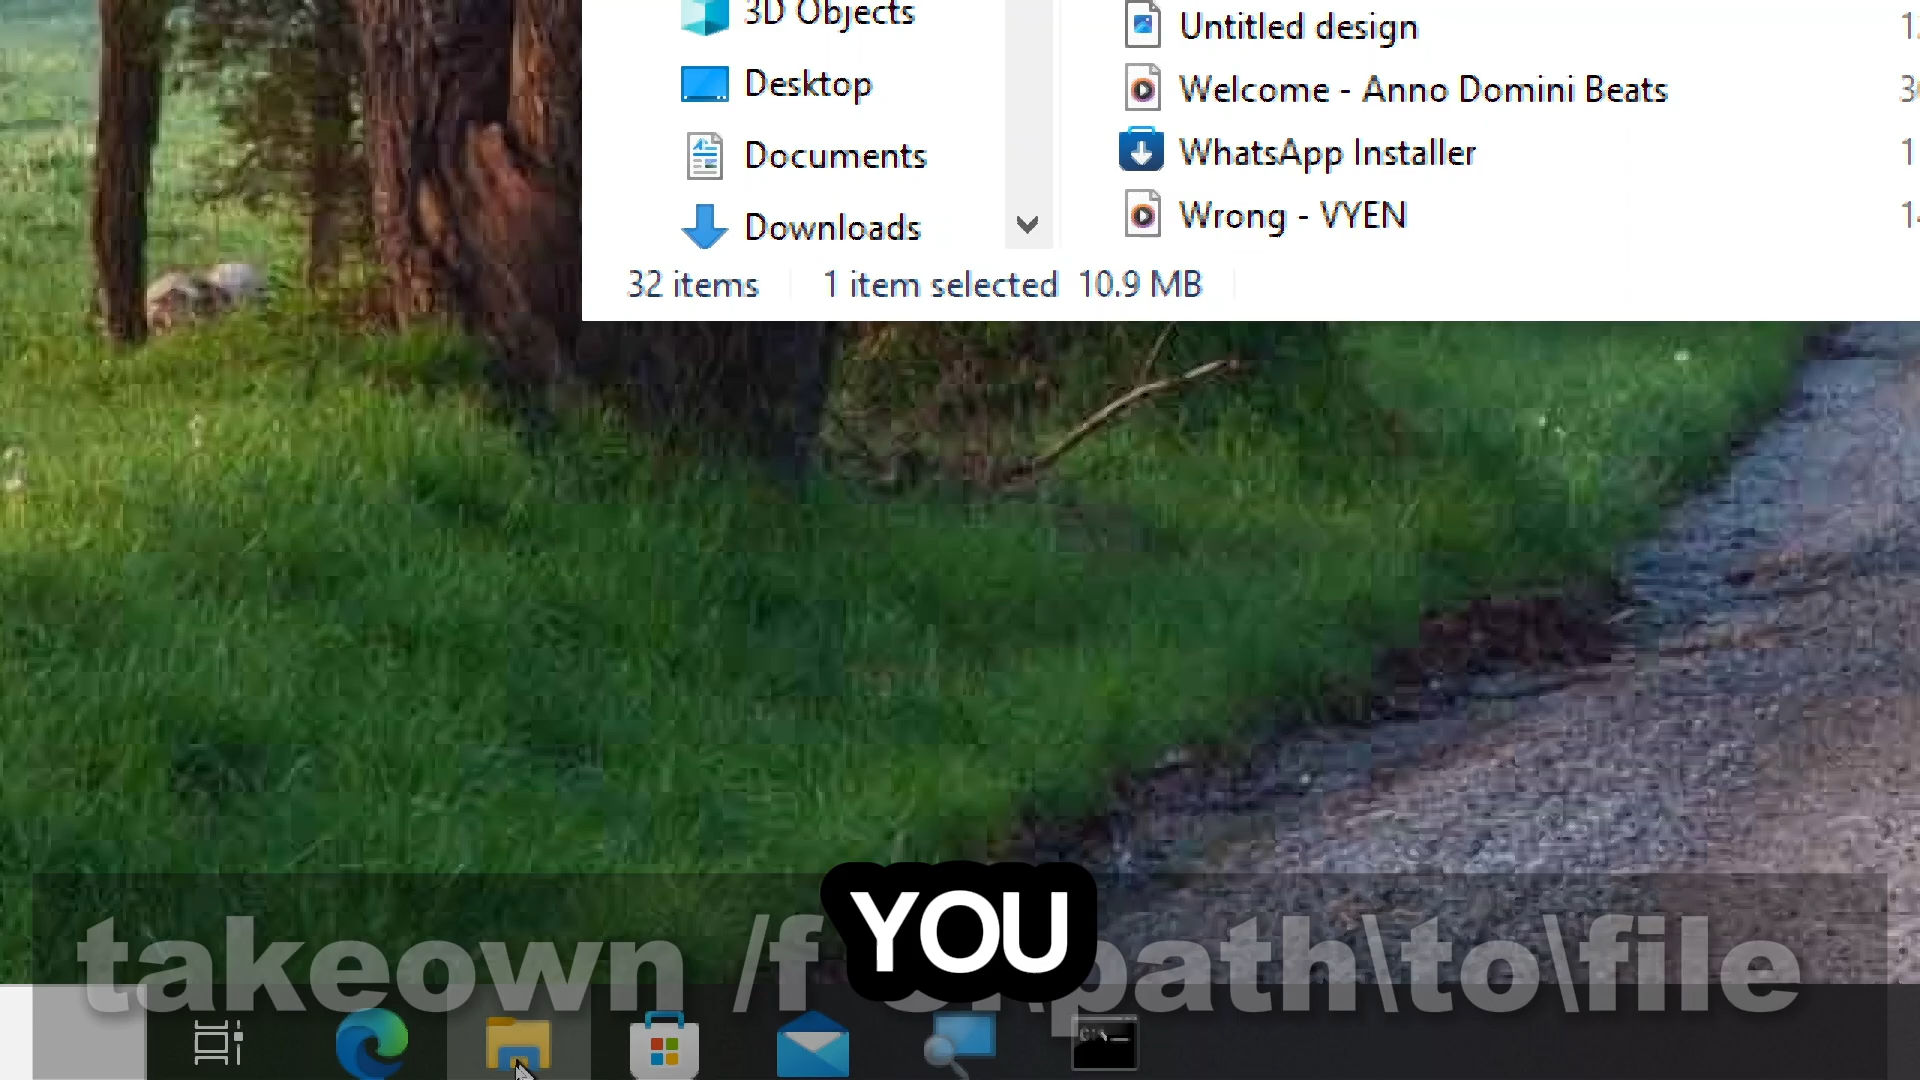 3D Objects
Desktop
Documents
Downloads
Untitled design
Welcome - Anno Domini Beats
WhatsApp Installer
Wrong - VYEN
32 items
1 item selected 10.9 MB
YOU
takeown /f path\to\file